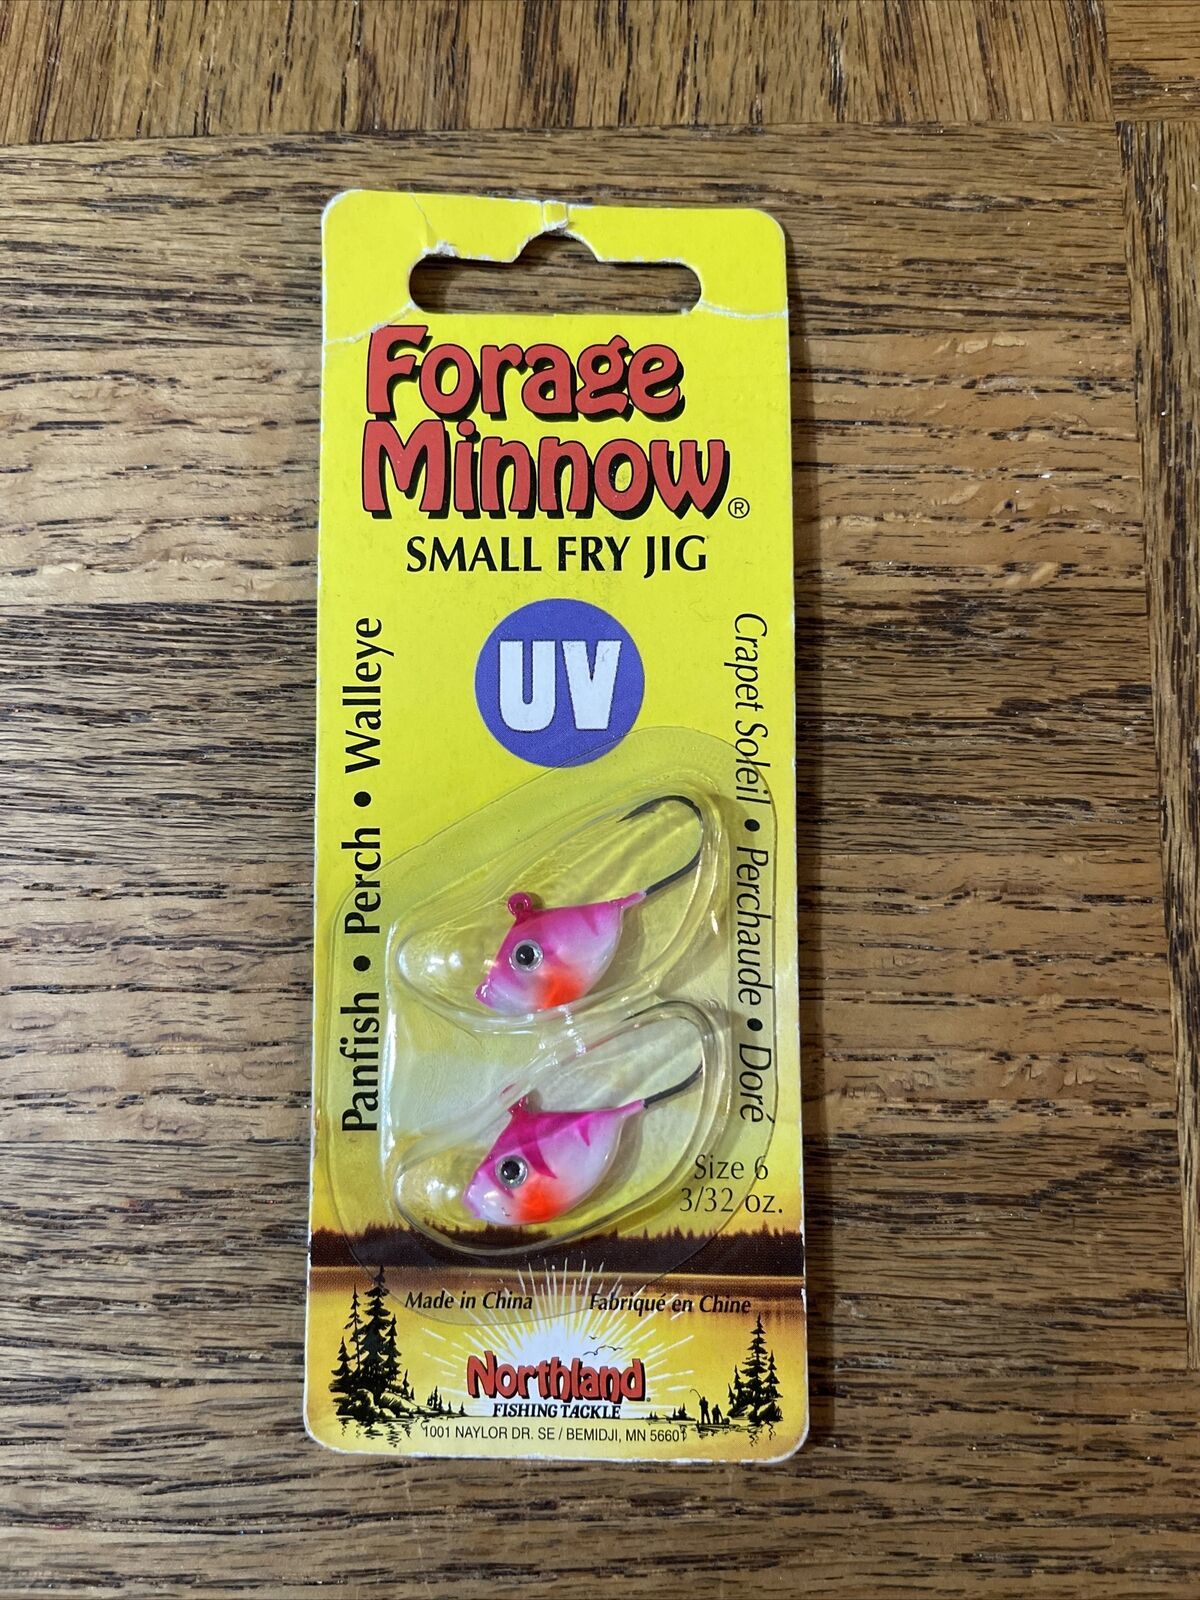 Forage
Minnow®
SMALL FRY JIG
UV
Panfish • Perch • Walleye
Crapet Soleil • Perchaude • Doré
Size 6
3/32 oz.
Made in China
Fabriqué en Chine
Northland
FISHING TACKLE
1001 NAYLOR DR. SE / BEMIDJI, MN 56601